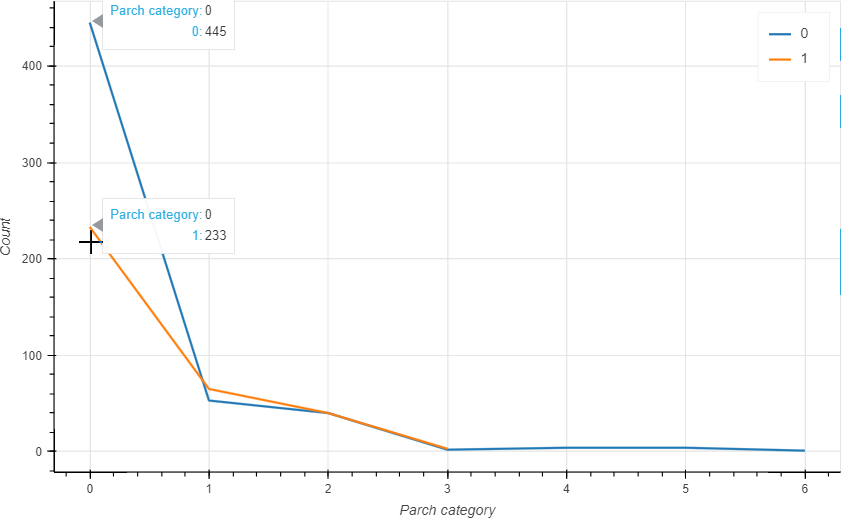 Parch category: 0
0: 445
0
1
400
300
Parch category: 0
1: 233
200
100
0
0 1 2 3 4 5 6
Count
Parch category